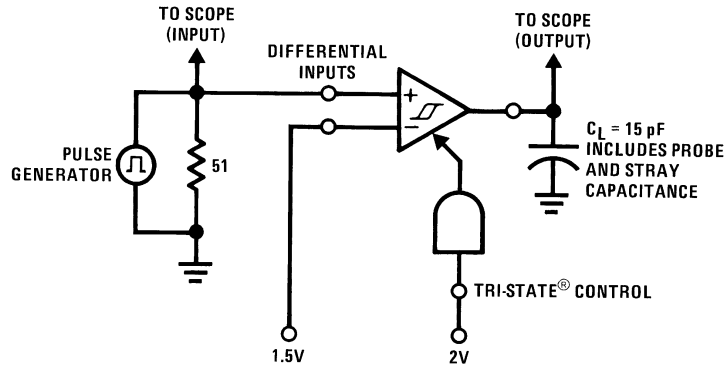 TO SCOPE
(INPUT)
TO SCOPE
(OUTPUT)
DIFFERENTIAL
INPUTS
+
−
PULSE
GENERATOR
51
C_L = 15 pF
INCLUDES PROBE
AND STRAY
CAPACITANCE
TRI-STATE® CONTROL
1.5V
2V